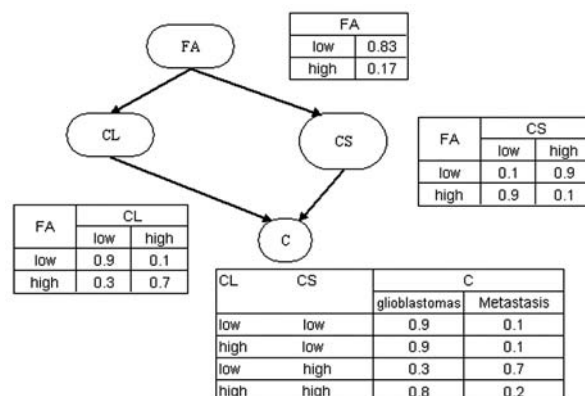 FA
low 0.83
high 0.17
FA
CL
CS
FA CS
low high
low 0.1 0.9
high 0.9 0.1
C
FA CL
low high
low 0.9 0.1
high 0.3 0.7
CL CS C
glioblastomas Metastasis
low low 0.9 0.1
high low 0.9 0.1
low high 0.3 0.7
high high 0.8 0.2